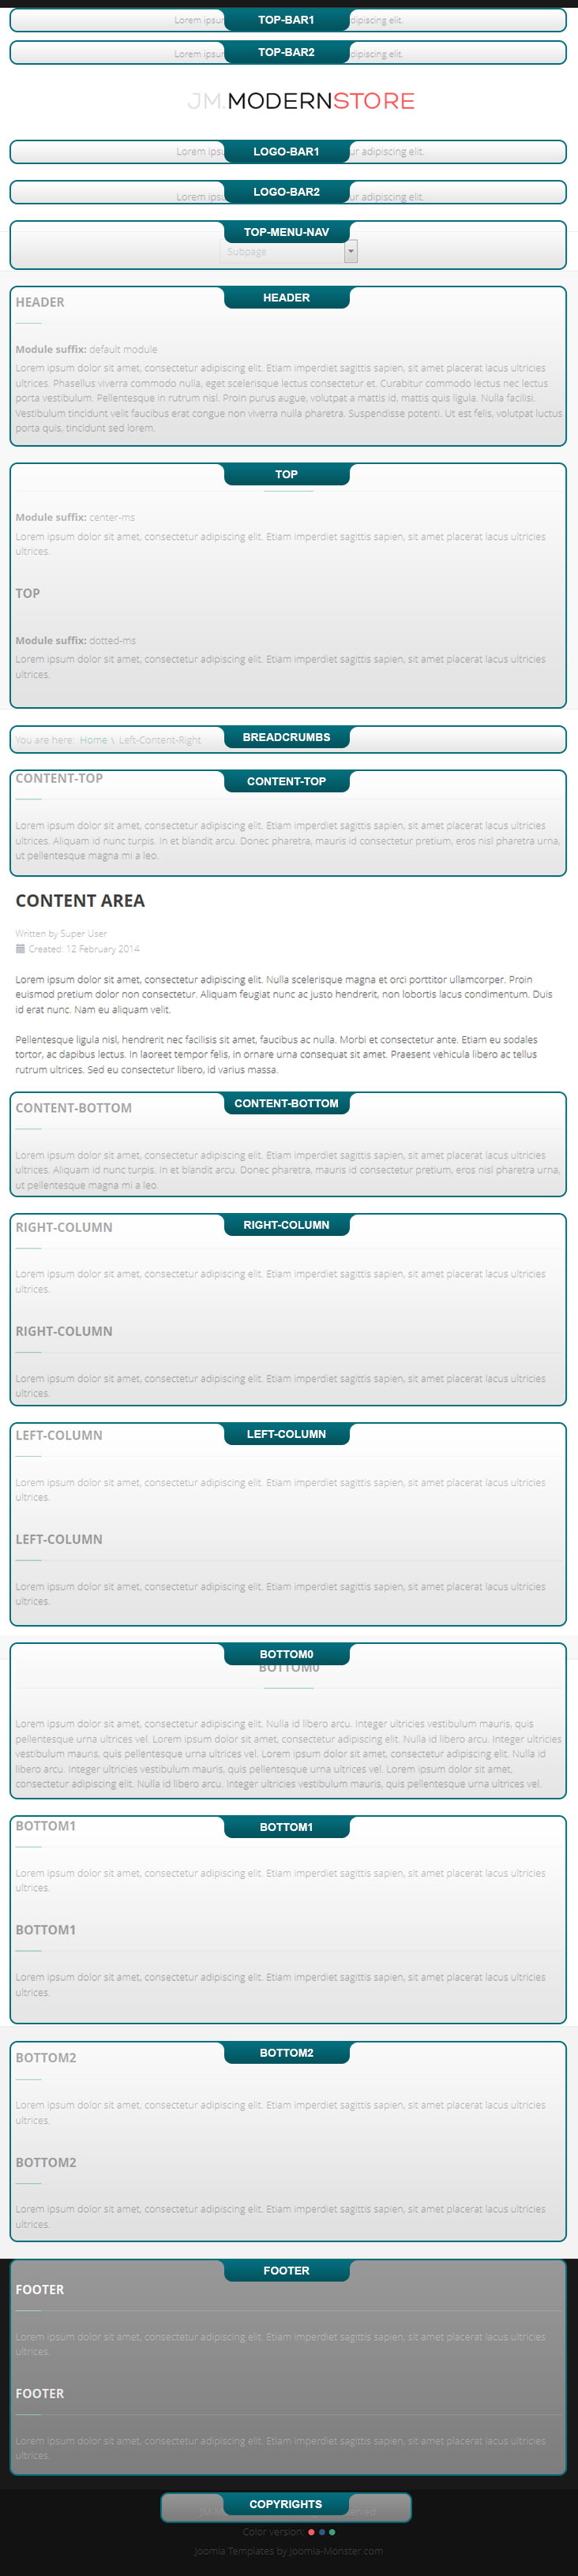 TOP-BAR1
Lorem ipsu dipiscing elit.
TOP-BAR2
Lorem ipsu dipiscing elit.
JM.MODERNSTORE
LOGO-BAR1
Lorem ipsu ur adipiscing elit.
LOGO-BAR2
Lorem ipsu ur adipiscing elit.
TOP-MENU-NAV
Subpage
HEADER
HEADER
Module suffix: default module
Lorem ipsum dolor sit amet, consectetur adipiscing elit. Etiam imperdiet sagittis sapien, sit amet placerat lacus ultricies
ultrices. Phasellus viverra commodo nulla, eget scelerisque lectus consectetur et. Curabitur commodo lectus nec lectus
porta vestibulum. Pellentesque in rutrum nisl. Proin purus augue, volutpat a mattis id, mattis quis ligula. Nulla facilisi.
Vestibulum tincidunt velit faucibus erat congue non viverra nulla pharetra. Suspendisse potenti. Ut est felis, volutpat luctus
porta quis, tincidunt sed lorem.
TOP
Module suffix: center-ms
Lorem ipsum dolor sit amet, consectetur adipiscing elit. Etiam imperdiet sagittis sapien, sit amet placerat lacus ultricies
ultrices.
TOP
Module suffix: dotted-ms
Lorem ipsum dolor sit amet, consectetur adipiscing elit. Etiam imperdiet sagittis sapien, sit amet placerat lacus ultricies
ultrices.
BREADCRUMBS
You are here: Home \ Left-Content-Right
CONTENT-TOP
CONTENT-TOP
Lorem ipsum dolor sit amet, consectetur adipiscing elit. Etiam imperdiet sagittis sapien, sit amet placerat lacus ultricies
ultrices. Aliquam id nunc turpis. In et blandit arcu. Donec pharetra, mauris id consectetur pretium, eros nisl pharetra urna,
ut pellentesque magna mi a leo.
CONTENT AREA
Written by Super User
Created: 12 February 2014
Lorem ipsum dolor sit amet, consectetur adipiscing elit. Nulla scelerisque magna et orci porttitor ullamcorper. Proin
euismod pretium dolor non consectetur. Aliquam feugiat nunc ac justo hendrerit, non lobortis lacus condimentum. Duis
id erat nunc. Nam eu aliquam velit.
Pellentesque ligula nisl, hendrerit nec facilisis sit amet, faucibus ac nulla. Morbi et consectetur ante. Etiam eu sodales
tortor, ac dapibus lectus. In laoreet tempor felis, in ornare urna consequat sit amet. Praesent vehicula libero ac tellus
rutrum ultrices. Sed eu consectetur libero, id varius massa.
CONTENT-BOTTOM
CONTENT-BOTTOM
Lorem ipsum dolor sit amet, consectetur adipiscing elit. Etiam imperdiet sagittis sapien, sit amet placerat lacus ultricies
ultrices. Aliquam id nunc turpis. In et blandit arcu. Donec pharetra, mauris id consectetur pretium, eros nisl pharetra urna,
ut pellentesque magna mi a leo.
RIGHT-COLUMN
RIGHT-COLUMN
Lorem ipsum dolor sit amet, consectetur adipiscing elit. Etiam imperdiet sagittis sapien, sit amet placerat lacus ultricies
ultrices.
RIGHT-COLUMN
Lorem ipsum dolor sit amet, consectetur adipiscing elit. Etiam imperdiet sagittis sapien, sit amet placerat lacus ultricies
ultrices.
LEFT-COLUMN
LEFT-COLUMN
Lorem ipsum dolor sit amet, consectetur adipiscing elit. Etiam imperdiet sagittis sapien, sit amet placerat lacus ultricies
ultrices.
LEFT-COLUMN
Lorem ipsum dolor sit amet, consectetur adipiscing elit. Etiam imperdiet sagittis sapien, sit amet placerat lacus ultricies
ultrices.
BOTTOM0
BOTTOM0
Lorem ipsum dolor sit amet, consectetur adipiscing elit. Nulla id libero arcu. Integer ultricies vestibulum mauris, quis
pellentesque urna ultrices vel. Lorem ipsum dolor sit amet, consectetur adipiscing elit. Nulla id libero arcu. Integer ultricies
vestibulum mauris, quis pellentesque urna ultrices vel. Lorem ipsum dolor sit amet, consectetur adipiscing elit. Nulla id
libero arcu. Integer ultricies vestibulum mauris, quis pellentesque urna ultrices vel. Lorem ipsum dolor sit amet,
consectetur adipiscing elit. Nulla id libero arcu. Integer ultricies vestibulum mauris, quis pellentesque urna ultrices vel.
BOTTOM1
BOTTOM1
Lorem ipsum dolor sit amet, consectetur adipiscing elit. Etiam imperdiet sagittis sapien, sit amet placerat lacus ultricies
ultrices.
BOTTOM1
Lorem ipsum dolor sit amet, consectetur adipiscing elit. Etiam imperdiet sagittis sapien, sit amet placerat lacus ultricies
ultrices.
BOTTOM2
BOTTOM2
Lorem ipsum dolor sit amet, consectetur adipiscing elit. Etiam imperdiet sagittis sapien, sit amet placerat lacus ultricies
ultrices.
BOTTOM2
Lorem ipsum dolor sit amet, consectetur adipiscing elit. Etiam imperdiet sagittis sapien, sit amet placerat lacus ultricies
ultrices.
FOOTER
FOOTER
Lorem ipsum dolor sit amet, consectetur adipiscing elit. Etiam imperdiet sagittis sapien, sit amet placerat lacus ultricies
ultrices.
FOOTER
Lorem ipsum dolor sit amet, consectetur adipiscing elit. Etiam imperdiet sagittis sapien, sit amet placerat lacus ultricies
ultrices.
COPYRIGHTS
Color version:
Joomla Templates by Joomla-Monster.com